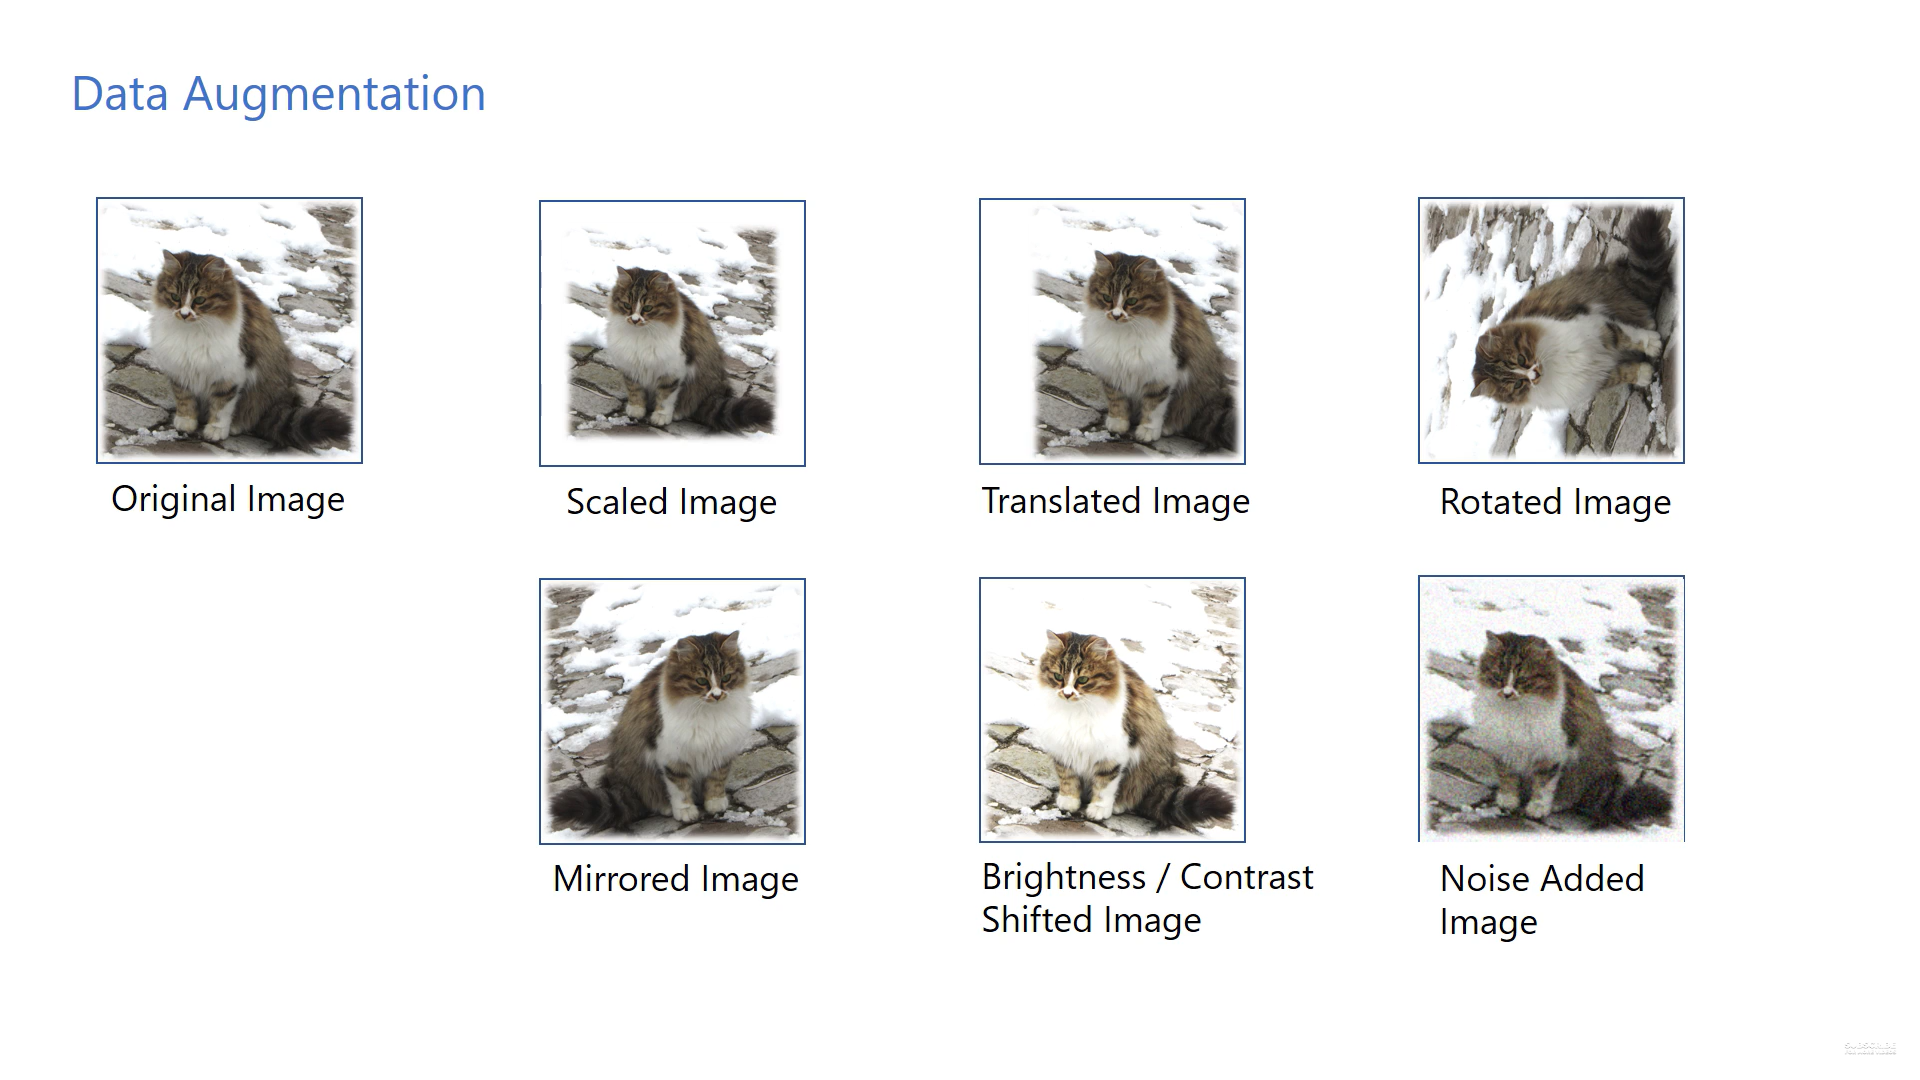 Data Augmentation
Original Image
Scaled Image
Translated Image
Rotated Image
Mirrored Image
Brightness / Contrast
Shifted Image
Noise Added
Image
SUBSCRIBE